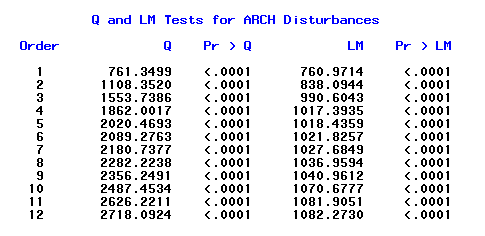 Q and LM Tests for ARCH Disturbances
Order Q Pr > Q LM Pr > LM
1 761.3499 <.0001 760.9714 <.0001
2 1108.3520 <.0001 838.0944 <.0001
3 1553.7386 <.0001 990.6043 <.0001
4 1862.0017 <.0001 1017.3935 <.0001
5 2020.4693 <.0001 1018.4359 <.0001
6 2089.2763 <.0001 1021.8257 <.0001
7 2180.7377 <.0001 1027.6849 <.0001
8 2282.2238 <.0001 1036.9594 <.0001
9 2356.2491 <.0001 1040.9612 <.0001
10 2487.4534 <.0001 1070.6777 <.0001
11 2626.2211 <.0001 1081.9051 <.0001
12 2718.0924 <.0001 1082.2730 <.0001